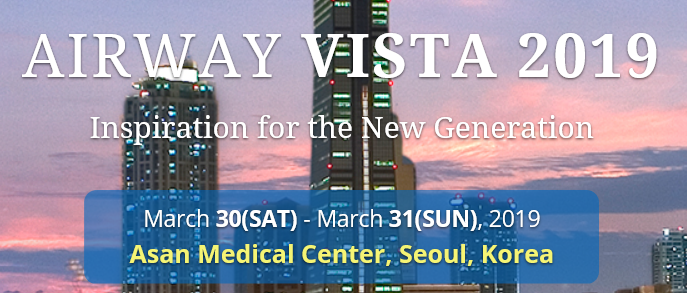 AIRWAY VISTA 2019
Inspiration for the New Generation
March 30(SAT) - March 31(SUN), 2019
Asan Medical Center, Seoul, Korea